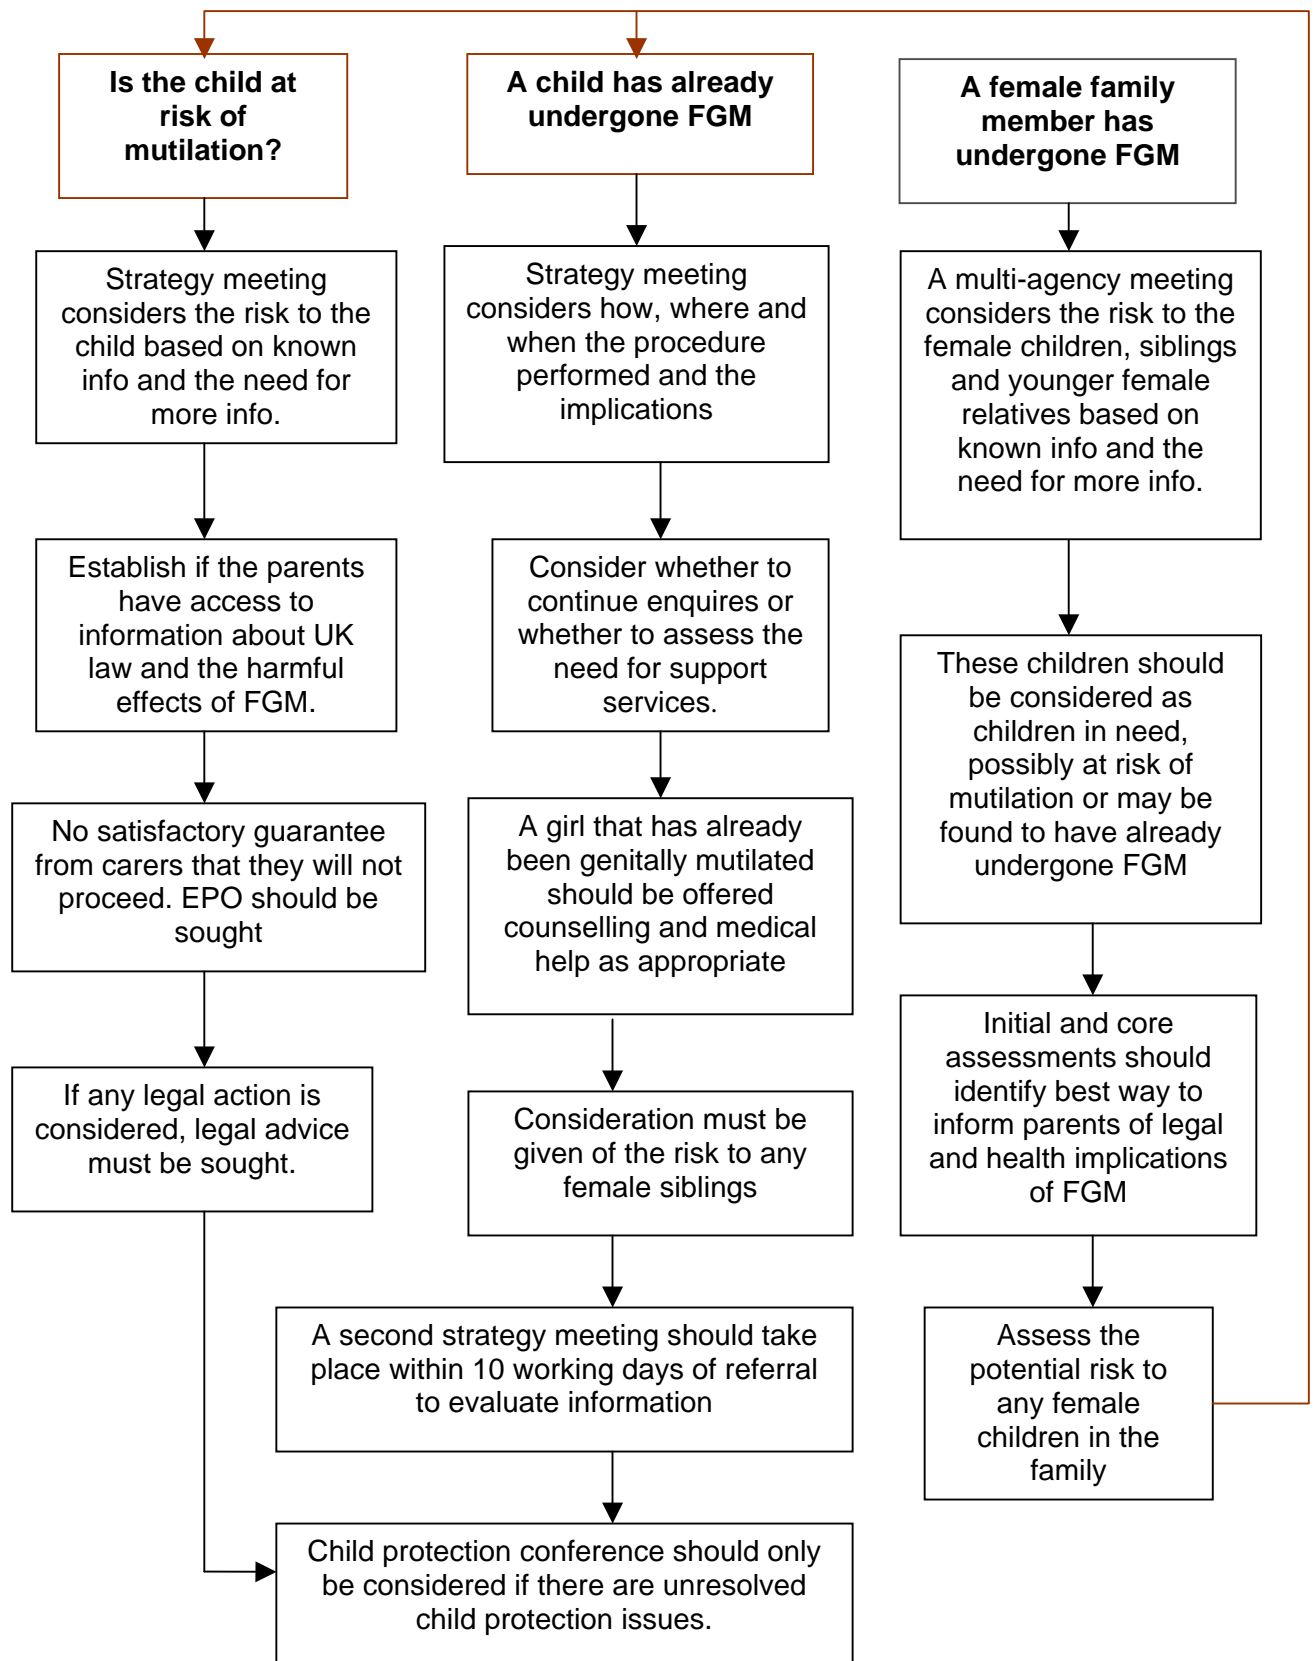 Is the child at
risk of
mutilation?
Strategy meeting
considers the risk to the
child based on known
info and the need for
more info.
Establish if the parents
have access to
information about UK
law and the harmful
effects of FGM.
No satisfactory guarantee
from carers that they will not
proceed. EPO should be
sought
If any legal action is
considered, legal advice
must be sought.
A child has already
undergone FGM
Strategy meeting
considers how, where and
when the procedure
performed and the
implications
Consider whether to
continue enquires or
whether to assess the
need for support
services.
A girl that has already
been genitally mutilated
should be offered
counselling and medical
help as appropriate
Consideration must be
given of the risk to any
female siblings
A second strategy meeting should take
place within 10 working days of referral
to evaluate information
Child protection conference should only
be considered if there are unresolved
child protection issues.
A female family
member has
undergone FGM
A multi-agency meeting
considers the risk to the
female children, siblings
and younger female
relatives based on
known info and the
need for more info.
These children should
be considered as
children in need,
possibly at risk of
mutilation or may be
found to have already
undergone FGM
Initial and core
assessments should
identify best way to
inform parents of legal
and health implications
of FGM
Assess the
potential risk to
any female
children in the
family